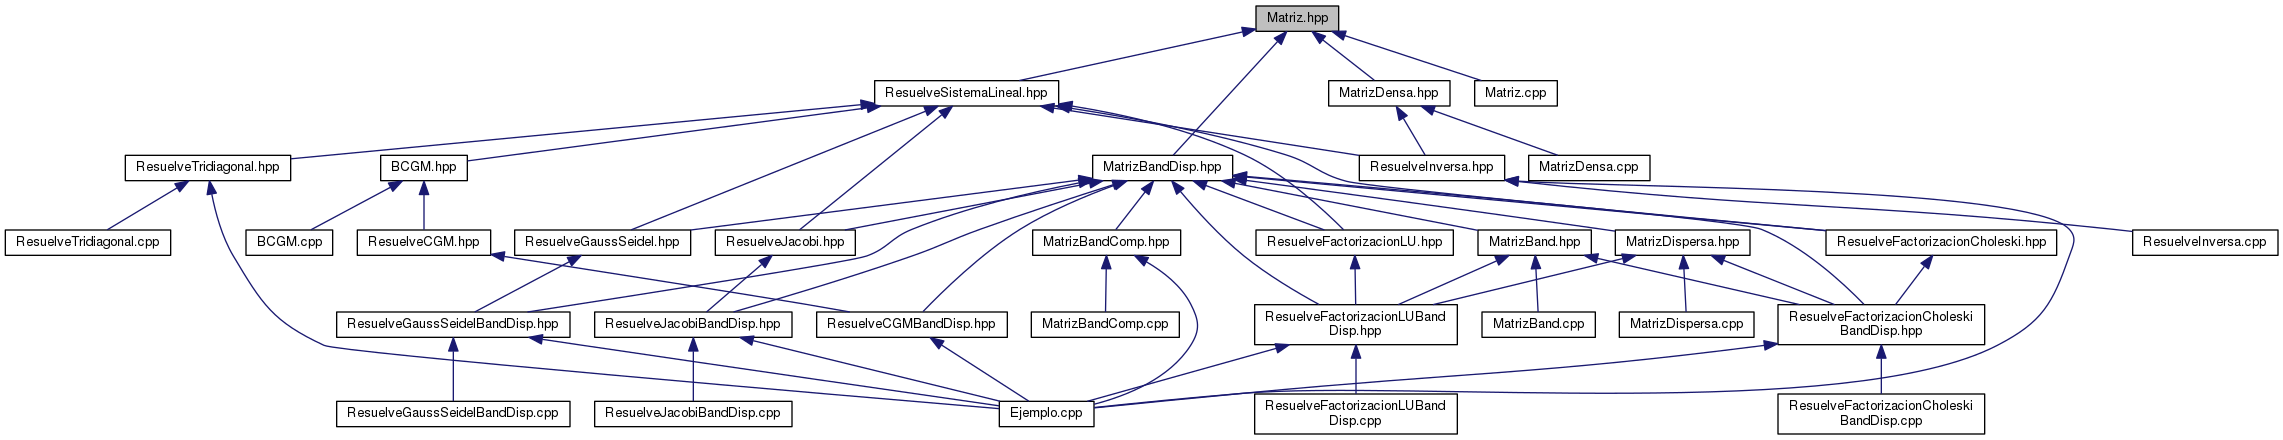 Matriz.hpp
ResuelveSistemaLineal.hpp
MatrizDensa.hpp
Matriz.cpp
ResuelveTridiagonal.hpp
BCGM.hpp
MatrizBandDisp.hpp
ResuelveInversa.hpp
MatrizDensa.cpp
ResuelveTridiagonal.cpp
BCGM.cpp
ResuelveCGM.hpp
ResuelveGaussSeidel.hpp
ResuelveJacobi.hpp
MatrizBandComp.hpp
ResuelveFactorizacionLU.hpp
MatrizBand.hpp
MatrizDispersa.hpp
ResuelveFactorizacionCholeski.hpp
ResuelveInversa.cpp
ResuelveGaussSeidelBandDisp.hpp
ResuelveJacobiBandDisp.hpp
ResuelveCGMBandDisp.hpp
MatrizBandComp.cpp
ResuelveFactorizacionLUBand
Disp.hpp
MatrizBand.cpp
MatrizDispersa.cpp
ResuelveFactorizacionCholeski
BandDisp.hpp
ResuelveGaussSeidelBandDisp.cpp
ResuelveJacobiBandDisp.cpp
Ejemplo.cpp
ResuelveFactorizacionLUBand
Disp.cpp
ResuelveFactorizacionCholeski
BandDisp.cpp